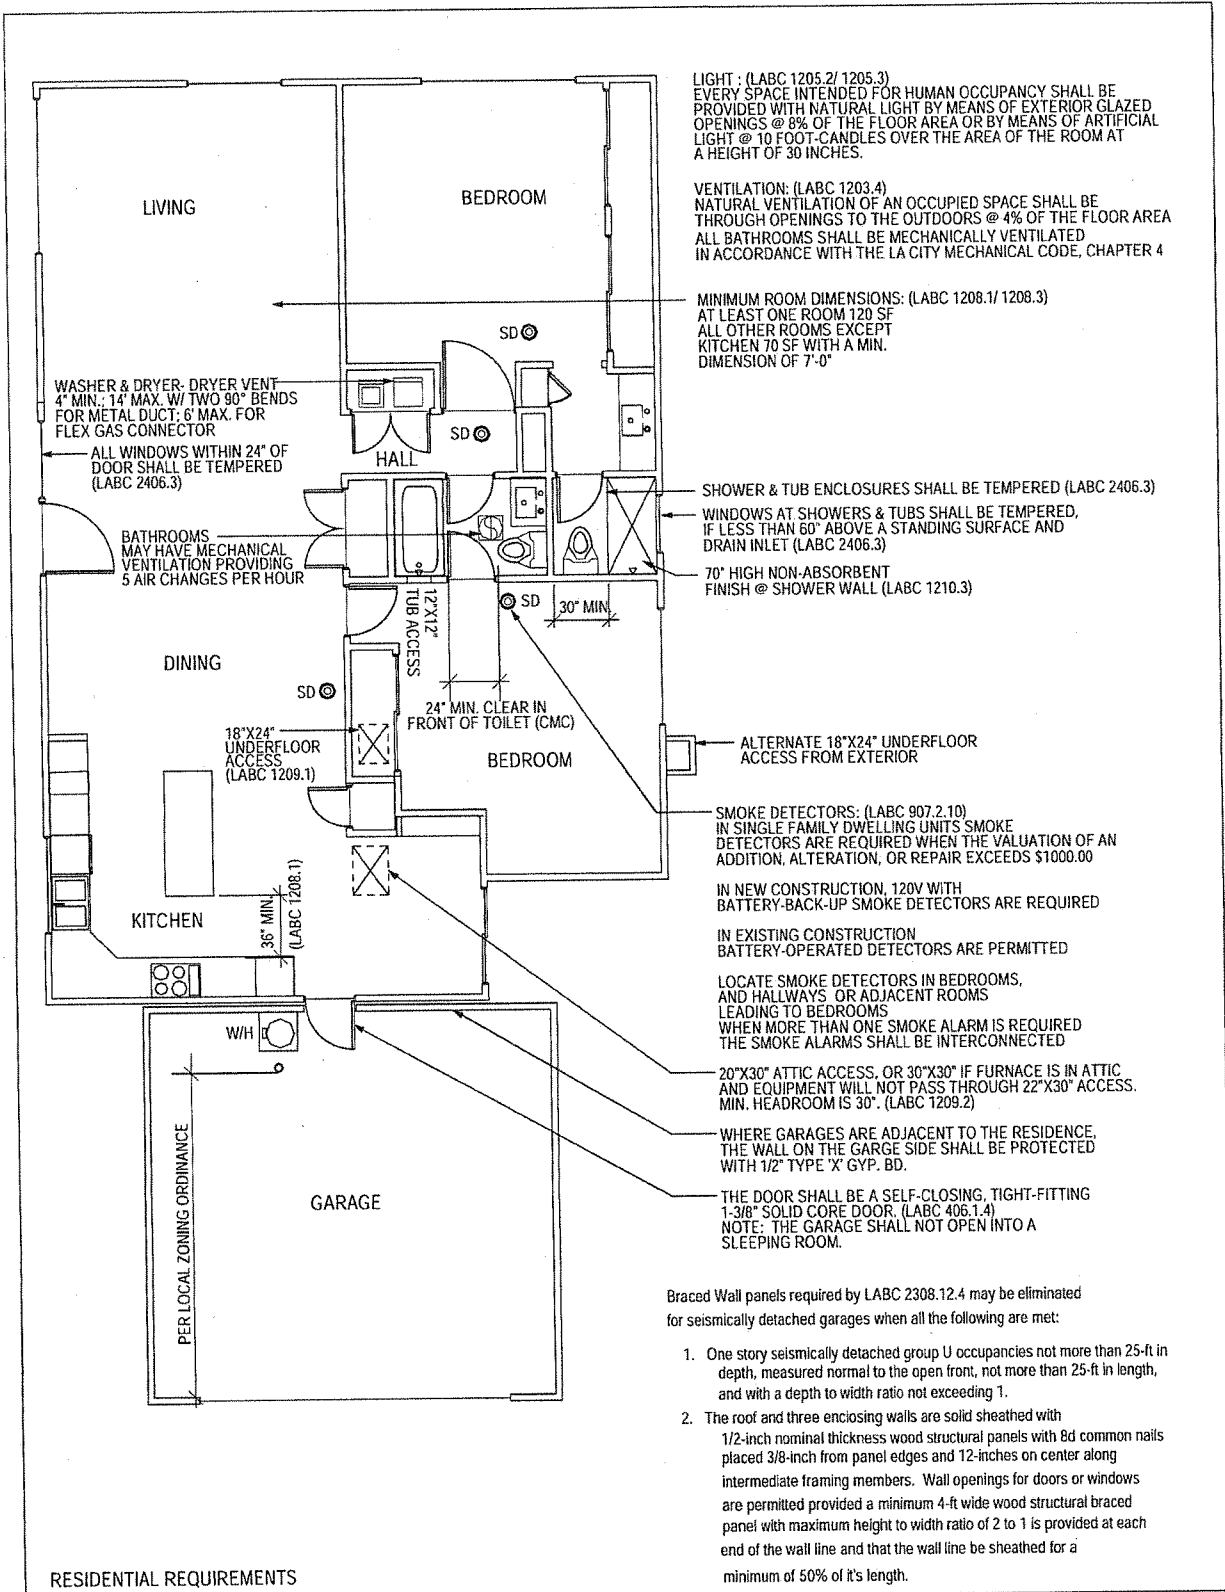 LIGHT : (LABC 1205.2/ 1205.3)
EVERY SPACE INTENDED FOR HUMAN OCCUPANCY SHALL BE
PROVIDED WITH NATURAL LIGHT BY MEANS OF EXTERIOR GLAZED
OPENINGS @ 8% OF THE FLOOR AREA OR BY MEANS OF ARTIFICIAL
LIGHT @ 10 FOOT-CANDLES OVER THE AREA OF THE ROOM AT
A HEIGHT OF 30 INCHES.
VENTILATION: (LABC 1203.4)
NATURAL VENTILATION OF AN OCCUPIED SPACE SHALL BE
THROUGH OPENINGS TO THE OUTDOORS @ 4% OF THE FLOOR AREA
ALL BATHROOMS SHALL BE MECHANICALLY VENTILATED
IN ACCORDANCE WITH THE LA CITY MECHANICAL CODE, CHAPTER 4
LIVING
BEDROOM
MINIMUM ROOM DIMENSIONS: (LABC 1208.1/ 1208.3)
AT LEAST ONE ROOM 120 SF
ALL OTHER ROOMS EXCEPT
KITCHEN 70 SF WITH A MIN.
DIMENSION OF 7'-0"
SD
WASHER & DRYER- DRYER VENT
4" MIN.; 14' MAX. W/ TWO 90° BENDS
FOR METAL DUCT; 6' MAX. FOR
FLEX GAS CONNECTOR
SD
ALL WINDOWS WITHIN 24" OF
DOOR SHALL BE TEMPERED
(LABC 2406.3)
HALL
SHOWER & TUB ENCLOSURES SHALL BE TEMPERED (LABC 2406.3)
WINDOWS AT SHOWERS & TUBS SHALL BE TEMPERED,
IF LESS THAN 60" ABOVE A STANDING SURFACE AND
DRAIN INLET (LABC 2406.3)
BATHROOMS
MAY HAVE MECHANICAL
VENTILATION PROVIDING
5 AIR CHANGES PER HOUR
70" HIGH NON-ABSORBENT
FINISH @ SHOWER WALL (LABC 1210.3)
12"X12"
TUB ACCESS
SD
30" MIN.
DINING
SD
24" MIN. CLEAR IN
FRONT OF TOILET (CMC)
18"X24"
UNDERFLOOR
ACCESS
(LABC 1209.1)
BEDROOM
ALTERNATE 18"X24" UNDERFLOOR
ACCESS FROM EXTERIOR
SMOKE DETECTORS: (LABC 907.2.10)
IN SINGLE FAMILY DWELLING UNITS SMOKE
DETECTORS ARE REQUIRED WHEN THE VALUATION OF AN
ADDITION, ALTERATION, OR REPAIR EXCEEDS $1000.00
IN NEW CONSTRUCTION, 120V WITH
BATTERY-BACK-UP SMOKE DETECTORS ARE REQUIRED
IN EXISTING CONSTRUCTION
BATTERY-OPERATED DETECTORS ARE PERMITTED
LOCATE SMOKE DETECTORS IN BEDROOMS,
AND HALLWAYS OR ADJACENT ROOMS
LEADING TO BEDROOMS
WHEN MORE THAN ONE SMOKE ALARM IS REQUIRED
THE SMOKE ALARMS SHALL BE INTERCONNECTED
KITCHEN
36" MIN.
(LABC 1208.1)
W/H
20"X30" ATTIC ACCESS, OR 30"X30" IF FURNACE IS IN ATTIC
AND EQUIPMENT WILL NOT PASS THROUGH 22"X30" ACCESS.
MIN. HEADROOM IS 30". (LABC 1209.2)
WHERE GARAGES ARE ADJACENT TO THE RESIDENCE,
THE WALL ON THE GARGE SIDE SHALL BE PROTECTED
WITH 1/2" TYPE 'X' GYP. BD.
GARAGE
PER LOCAL ZONING ORDINANCE
THE DOOR SHALL BE A SELF-CLOSING, TIGHT-FITTING
1-3/8" SOLID CORE DOOR. (LABC 406.1.4)
NOTE: THE GARAGE SHALL NOT OPEN INTO A
SLEEPING ROOM.
Braced Wall panels required by LABC 2308.12.4 may be eliminated
for seismically detached garages when all the following are met:
1. One story seismically detached group U occupancies not more than 25-ft in
depth, measured normal to the open front, not more than 25-ft in length,
and with a depth to width ratio not exceeding 1.
2. The roof and three enclosing walls are solid sheathed with
1/2-inch nominal thickness wood structural panels with 8d common nails
placed 3/8-inch from panel edges and 12-inches on center along
intermediate framing members. Wall openings for doors or windows
are permitted provided a minimum 4-ft wide wood structural braced
panel with maximum height to width ratio of 2 to 1 is provided at each
end of the wall line and that the wall line be sheathed for a
minimum of 50% of it's length.
RESIDENTIAL REQUIREMENTS